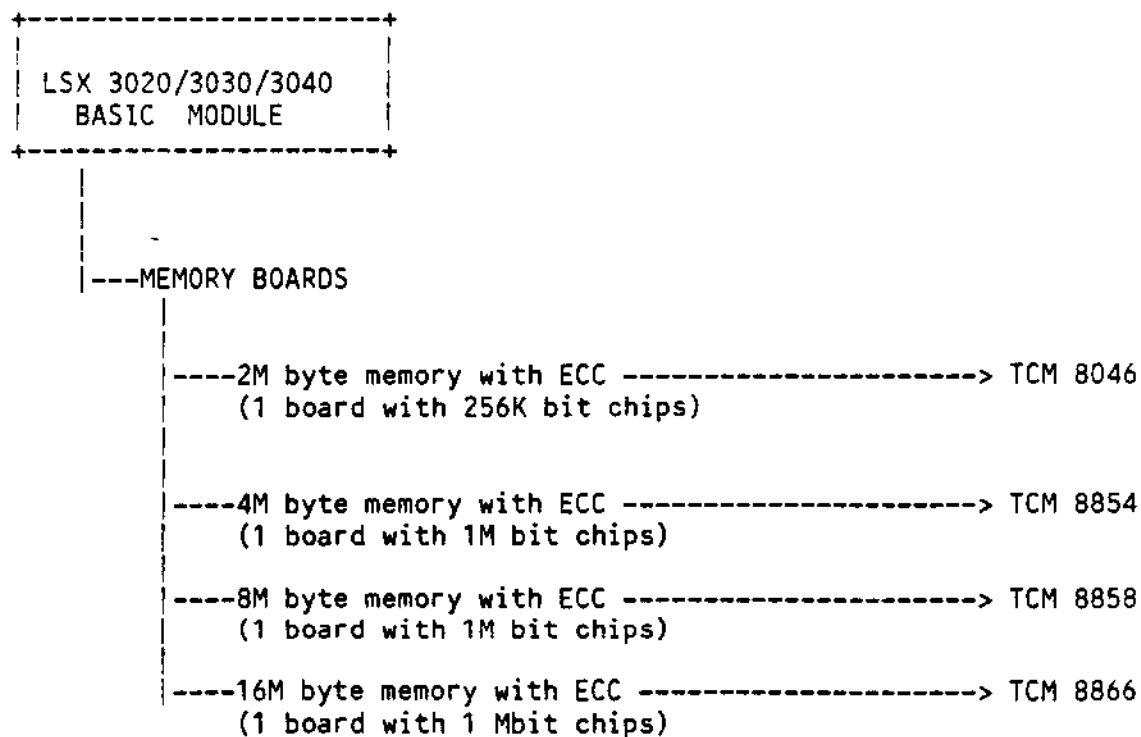 LSX 3020/3030/3040
BASIC MODULE
MEMORY BOARDS
2M byte memory with ECC ----------------------> TCM 8046
(1 board with 256K bit chips)
4M byte memory with ECC ----------------------> TCM 8854
(1 board with 1M bit chips)
8M byte memory with ECC ----------------------> TCM 8858
(1 board with 1M bit chips)
16M byte memory with ECC ---------------------> TCM 8866
(1 board with 1 Mbit chips)